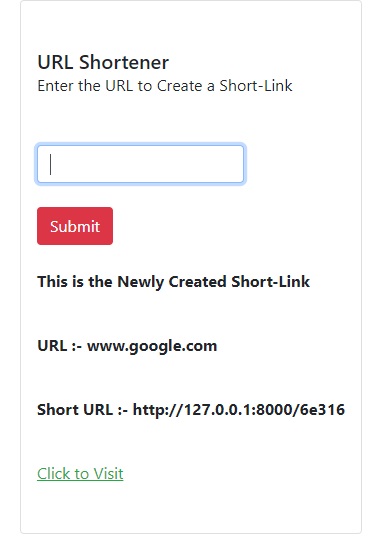 URL Shortener
Enter the URL to Create a Short-Link
Submit
This is the Newly Created Short-Link
URL :- www.google.com
Short URL :- http://127.0.0.1:8000/6e316
Click to Visit